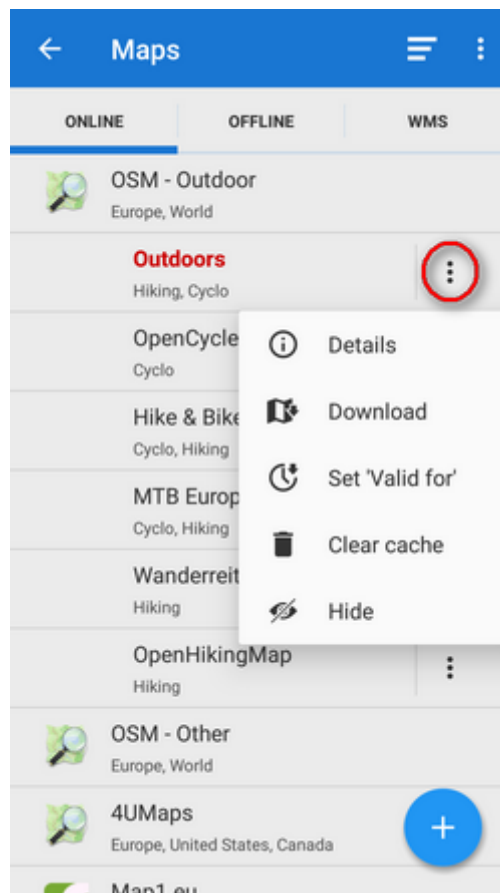 Maps
ONLINE OFFLINE WMS
OSM - Outdoor
Europe, World
Outdoors
Hiking, Cyclo
OpenCycle
Cyclo
Hike & Bike
Cyclo, Hiking
MTB Europ
Cyclo, Hiking
Wanderreit
Hiking
Details
Download
Set 'Valid for'
Clear cache
Hide
OpenHikingMap
Hiking
OSM - Other
Europe, World
4UMaps
Europe, United States, Canada
Map1.eu